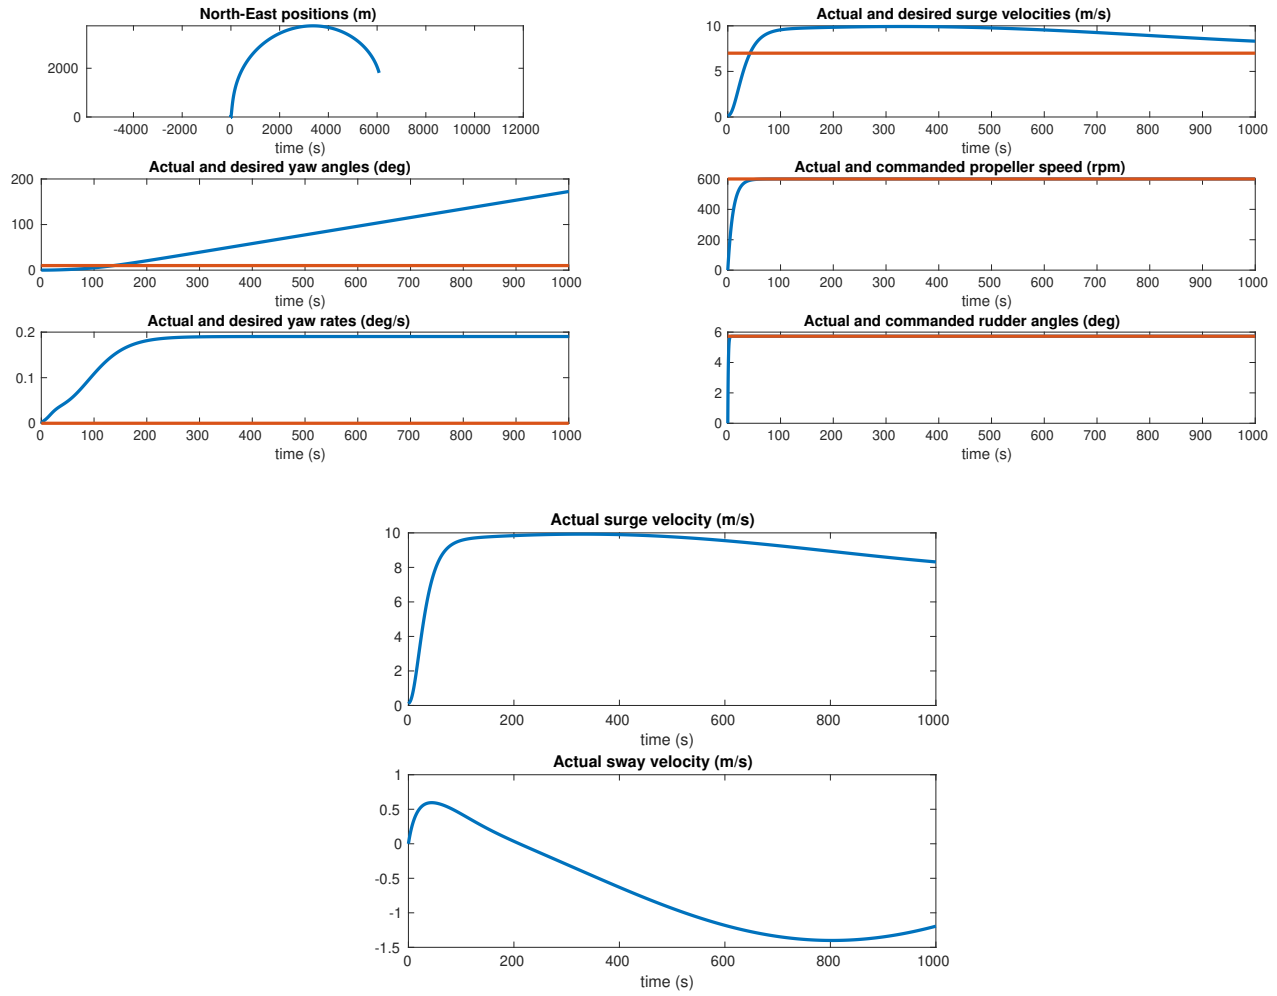 North-East positions (m)
2000
0
-4000 -2000 0 2000 4000 6000 8000 10000 12000
time (s)
Actual and desired surge velocities (m/s)
10
5
0
0 100 200 300 400 500 600 700 800 900 1000
time (s)
Actual and desired yaw angles (deg)
200
100
0
0 100 200 300 400 500 600 700 800 900 1000
time (s)
Actual and commanded propeller speed (rpm)
600
400
200
0
0 100 200 300 400 500 600 700 800 900 1000
time (s)
Actual and desired yaw rates (deg/s)
0.2
0.1
0
0 100 200 300 400 500 600 700 800 900 1000
time (s)
Actual and commanded rudder angles (deg)
6
4
2
0
0 100 200 300 400 500 600 700 800 900 1000
time (s)
Actual surge velocity (m/s)
10
8
6
4
2
0
0 200 400 600 800 1000
time (s)
Actual sway velocity (m/s)
1
0.5
0
-0.5
-1
-1.5
0 200 400 600 800 1000
time (s)